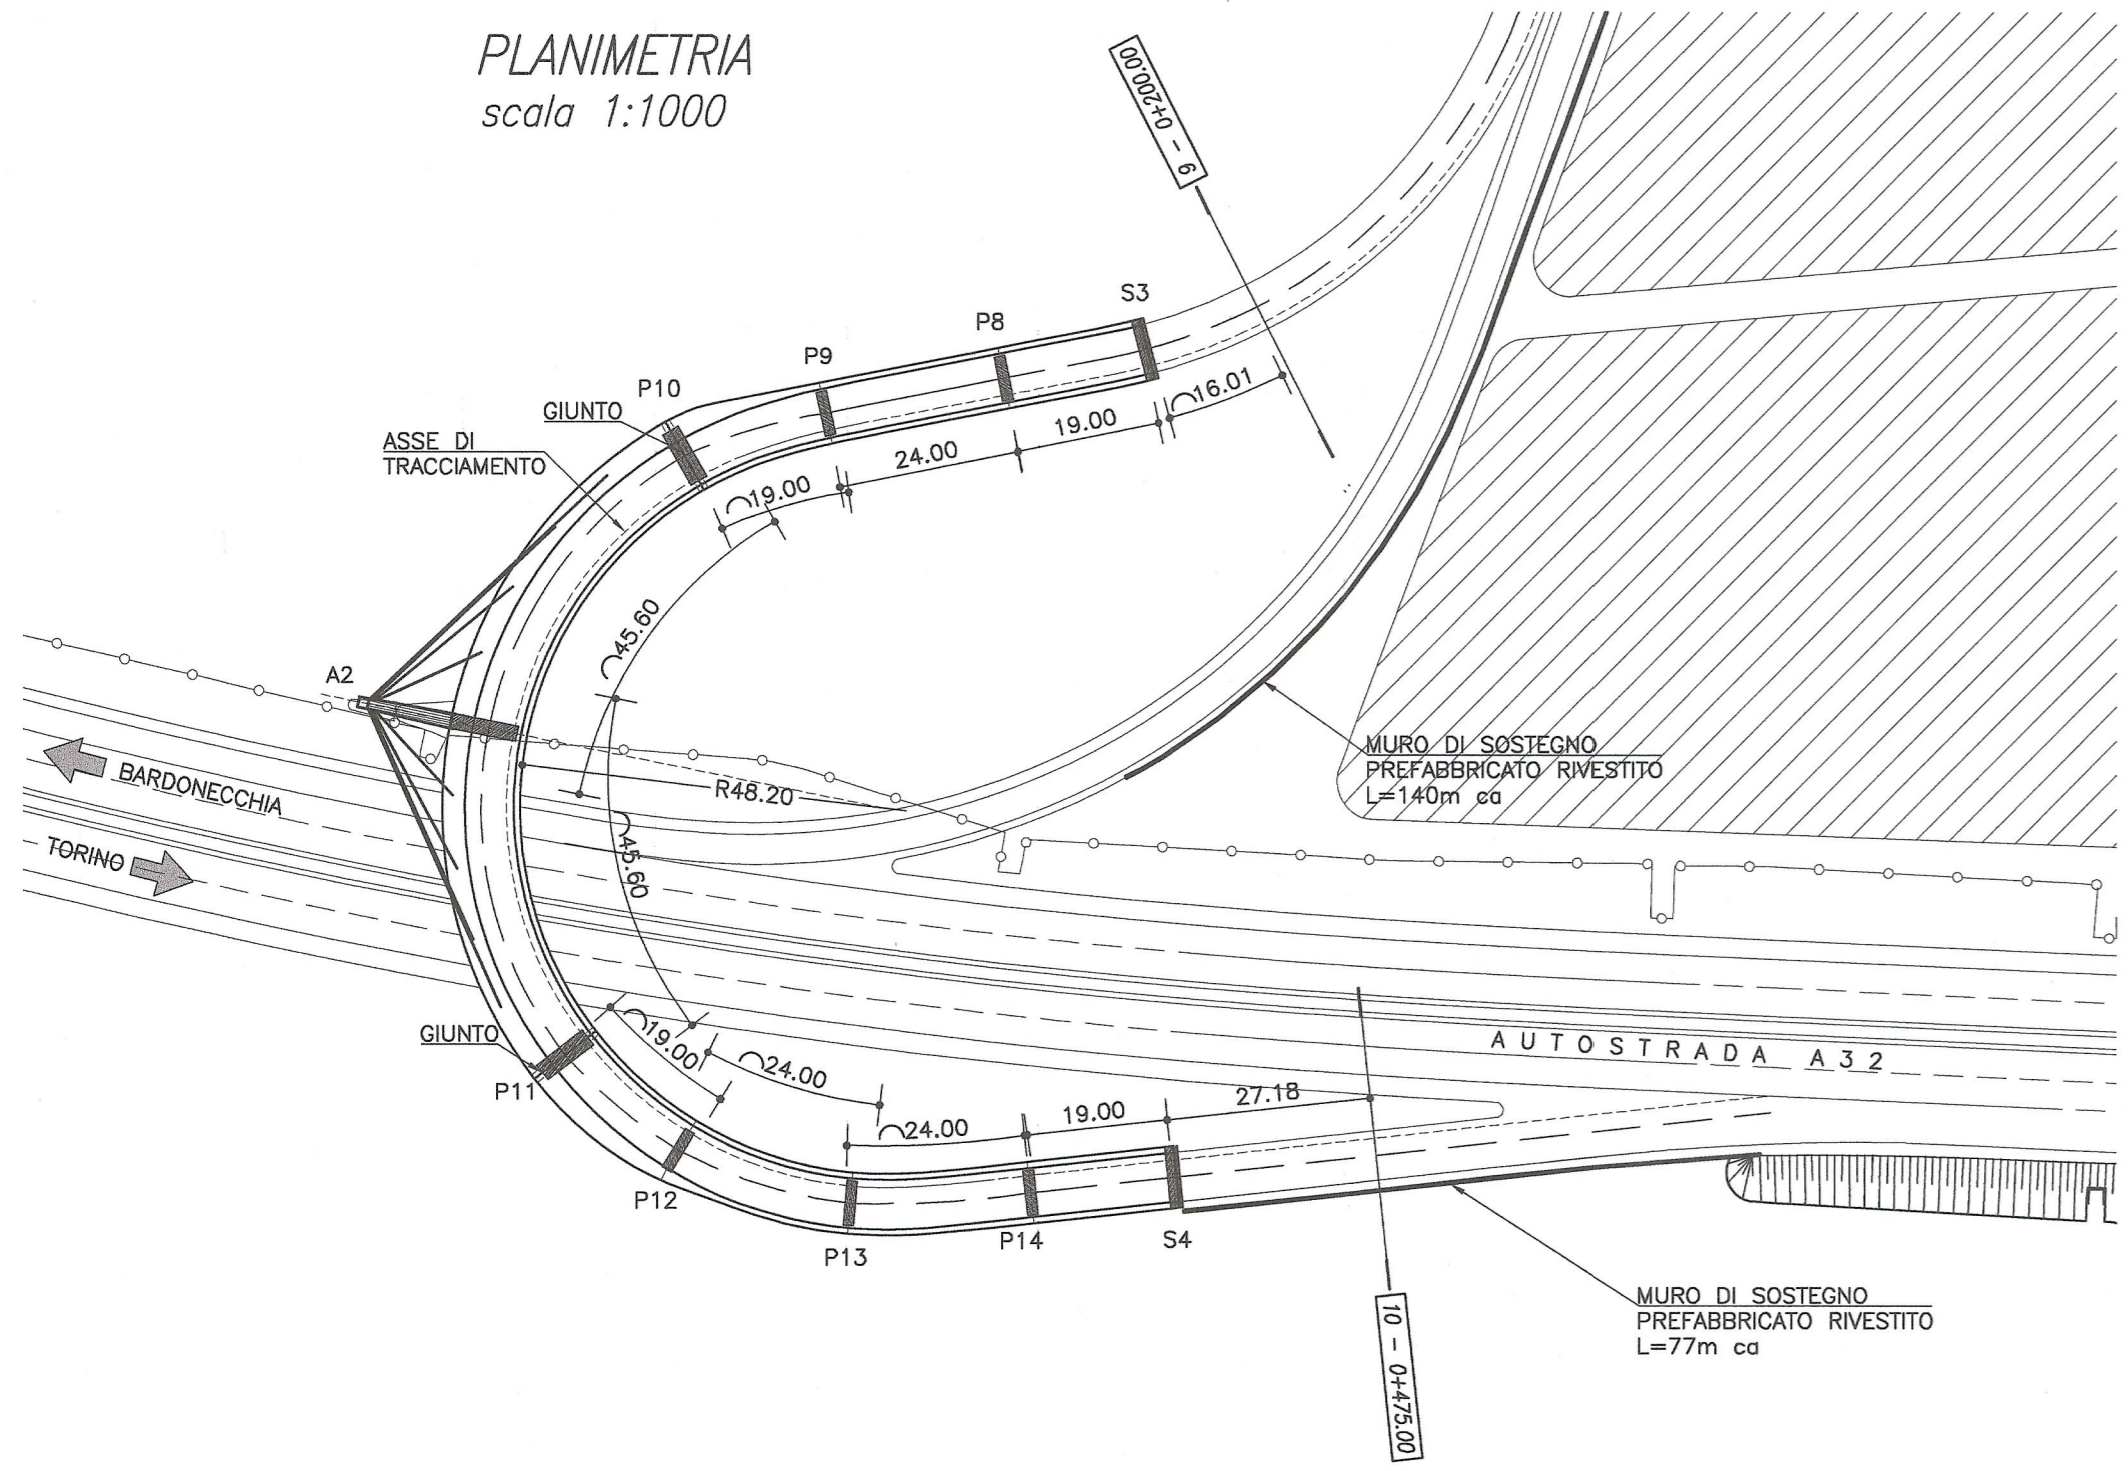 PLANIMETRIA
scala 1:1000
9 - 0+200.00
S3
P8
P9
P10
GIUNTO
ASSE DI
TRACCIAMENTO
16.01
19.00
24.00
19.00
45.60
A2
R48.20
BARDONECCHIA
TORINO
45.60
MURO DI SOSTEGNO
PREFABBRICATO RIVESTITO
L=140m ca
AUTOSTRADA A32
GIUNTO
P11
19.00
24.00
24.00
19.00
27.18
P12
P13
P14
S4
10 - 0+475.00
MURO DI SOSTEGNO
PREFABBRICATO RIVESTITO
L=77m ca